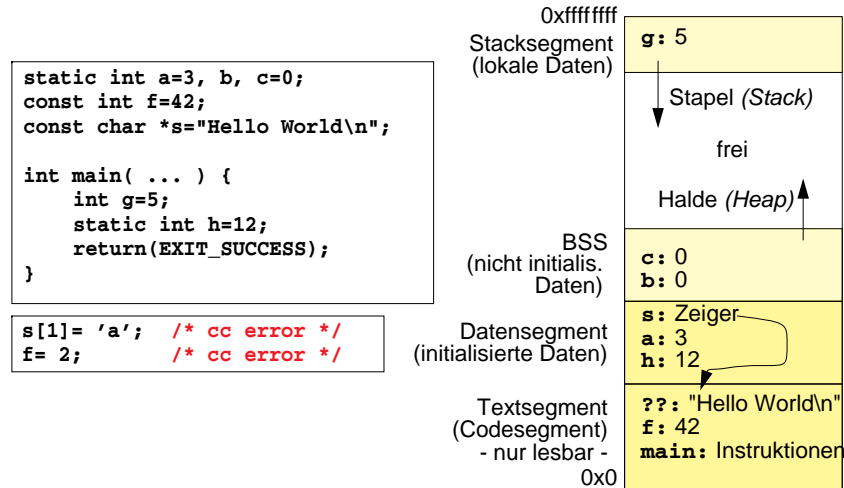 static int a=3, b, c=0;
const int f=42;
const char *s="Hello World\n";
int main( ... ) {
    int g=5;
    static int h=12;
    return(EXIT_SUCCESS);
}
s[1]= ′a′;  /* cc error */
f= 2;       /* cc error */
0xffffffff
Stacksegment
(lokale Daten)
g: 5
Stapel (Stack)
frei
Halde (Heap)
BSS
(nicht initialis.
Daten)
c: 0
b: 0
Datensegment
(initialisierte Daten)
s: Zeiger
a: 3
h: 12
Textsegment
(Codesegment)
- nur lesbar -
??: "Hello World\n"
f: 42
main: Instruktionen
0x0